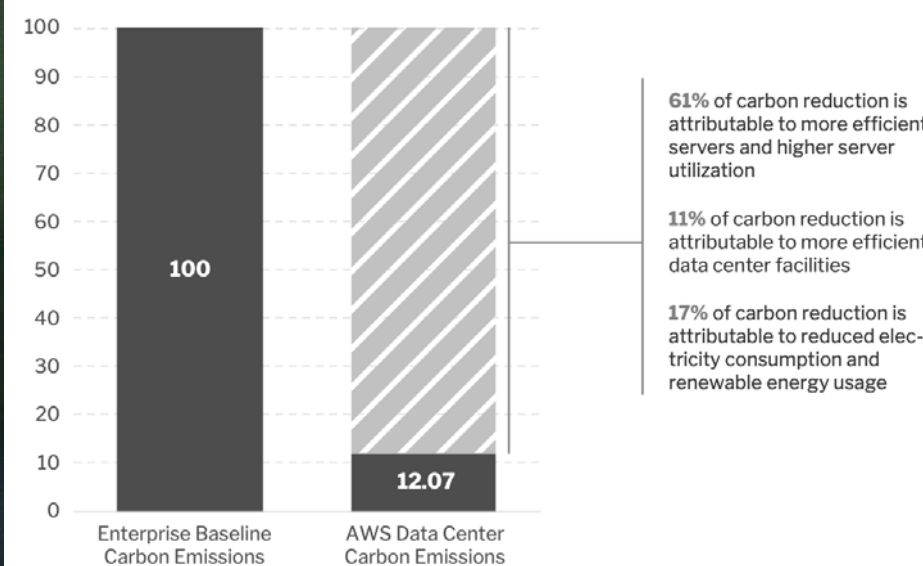 100
90
80
70
60
50
40
30
20
10
0
100
12.07
Enterprise Baseline
Carbon Emissions
AWS Data Center
Carbon Emissions
61% of carbon reduction is
attributable to more efficient
servers and higher server
utilization
11% of carbon reduction is
attributable to more efficient
data center facilities
17% of carbon reduction is
attributable to reduced elec-
tricity consumption and
renewable energy usage